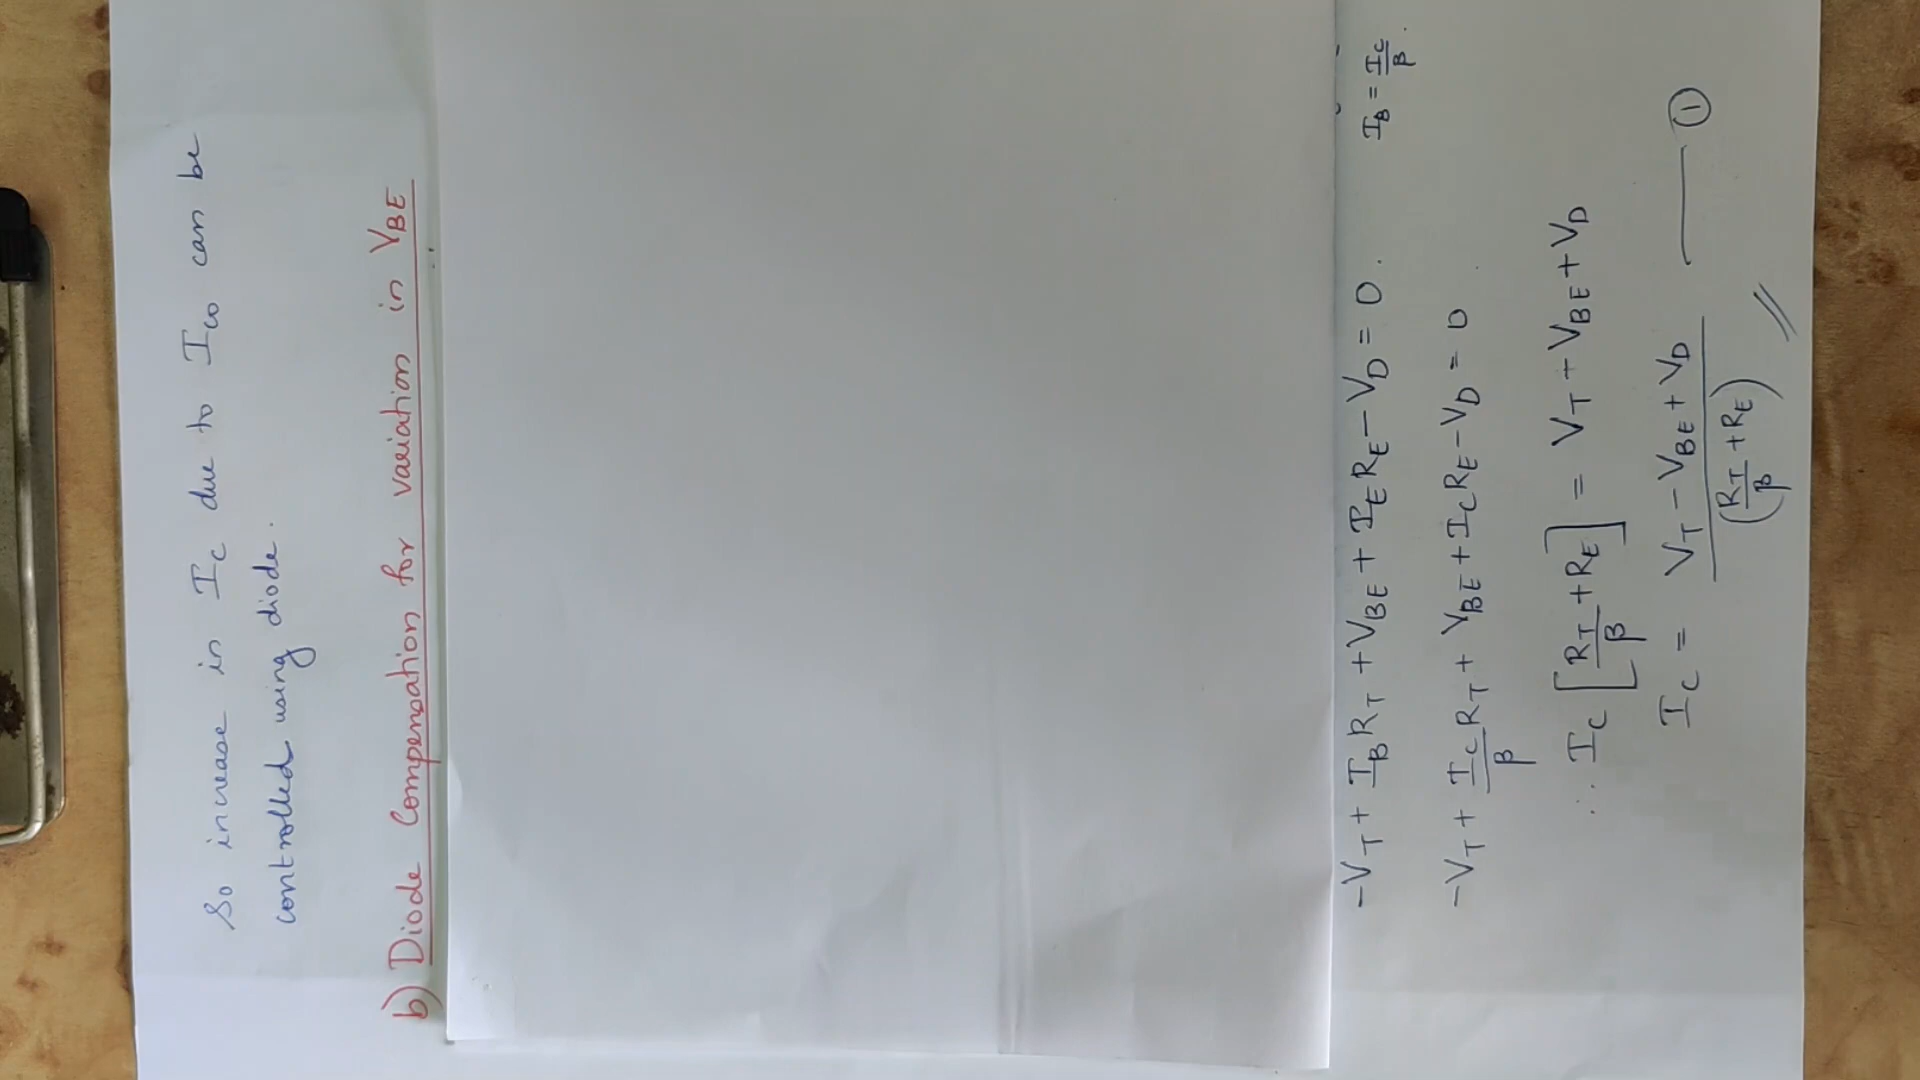 So increase in IC due to ICO can be
controlled using diode.
b) Diode Compensation for variation in VBE
-VT + IBRT + VBE + IERE - VD = 0. IB = IC/β.
-VT + IC/β RT + VBE + ICRE - VD = 0.
∴ IC [RT/β + RE] = VT - VBE + VD
IC = VT - VBE + VD / (RT/β + RE) ——— ①